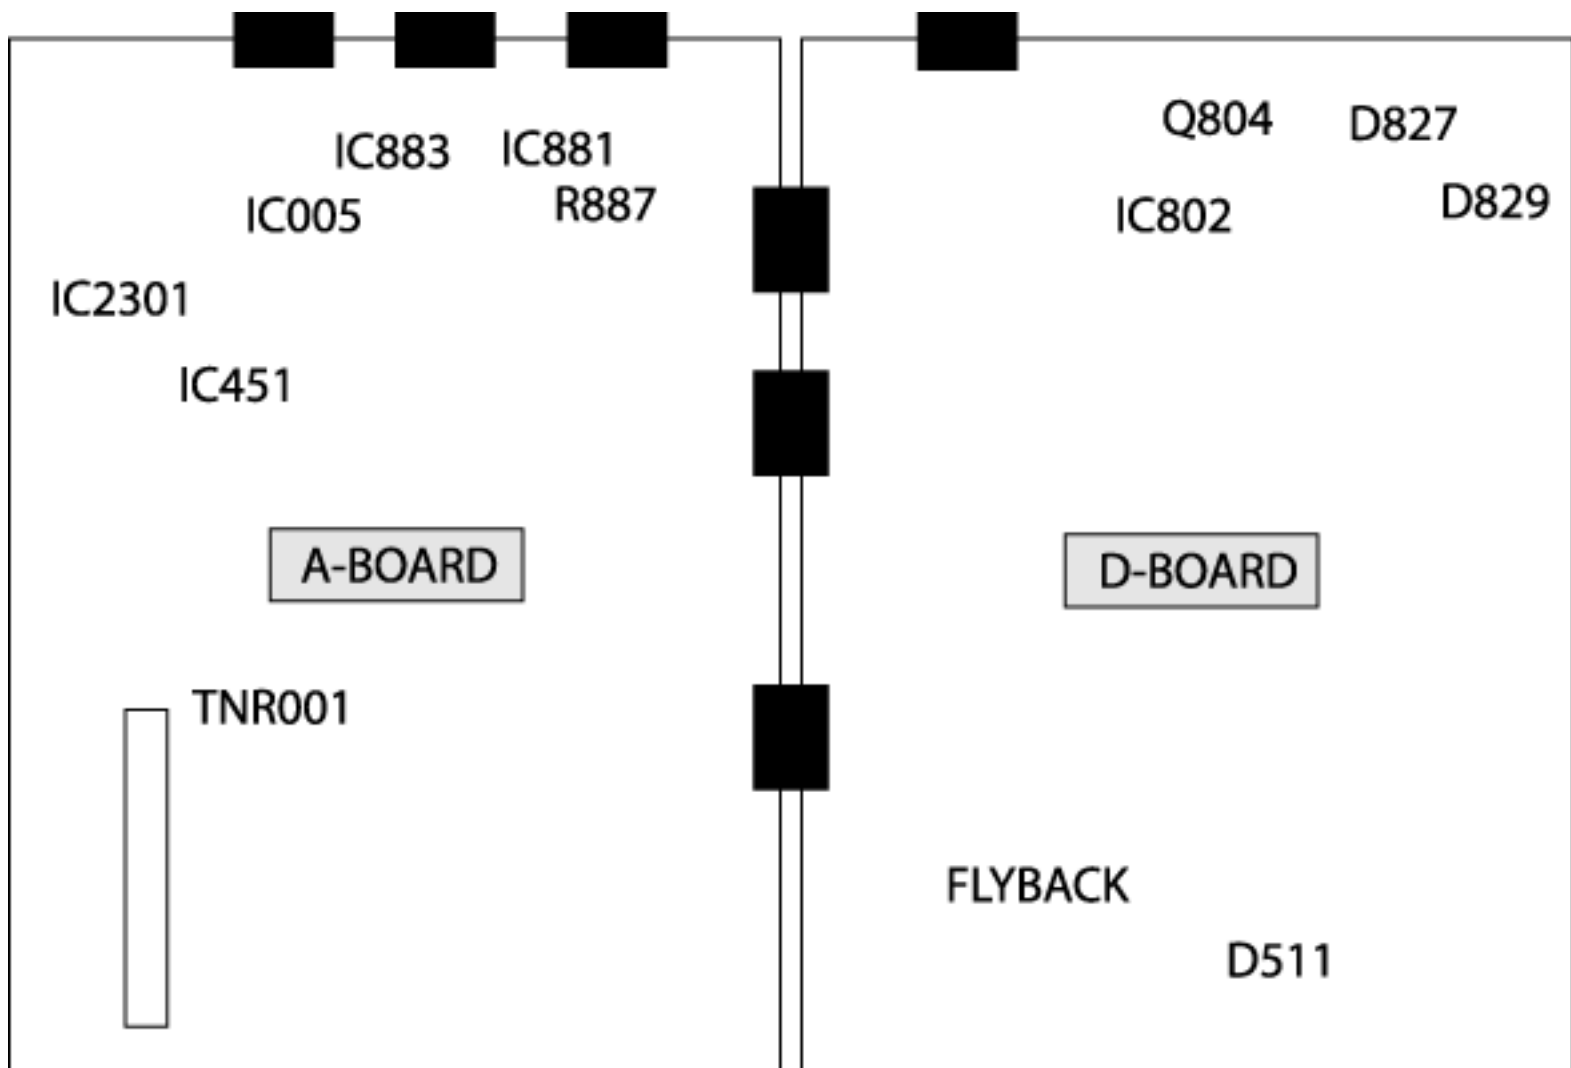 IC883
IC881
IC005
R887
IC2301
IC451
A-BOARD
TNR001
Q804
D827
IC802
D829
D-BOARD
FLYBACK
D511